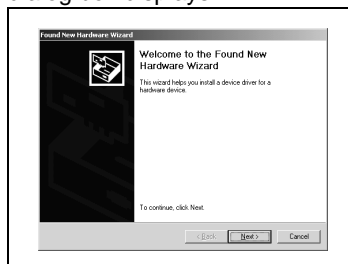 Found New Hardware Wizard
Welcome to the Found New
Hardware Wizard
This wizard helps you install a device driver for a
hardware device.
To continue, click Next.
< Back
Next >
Cancel